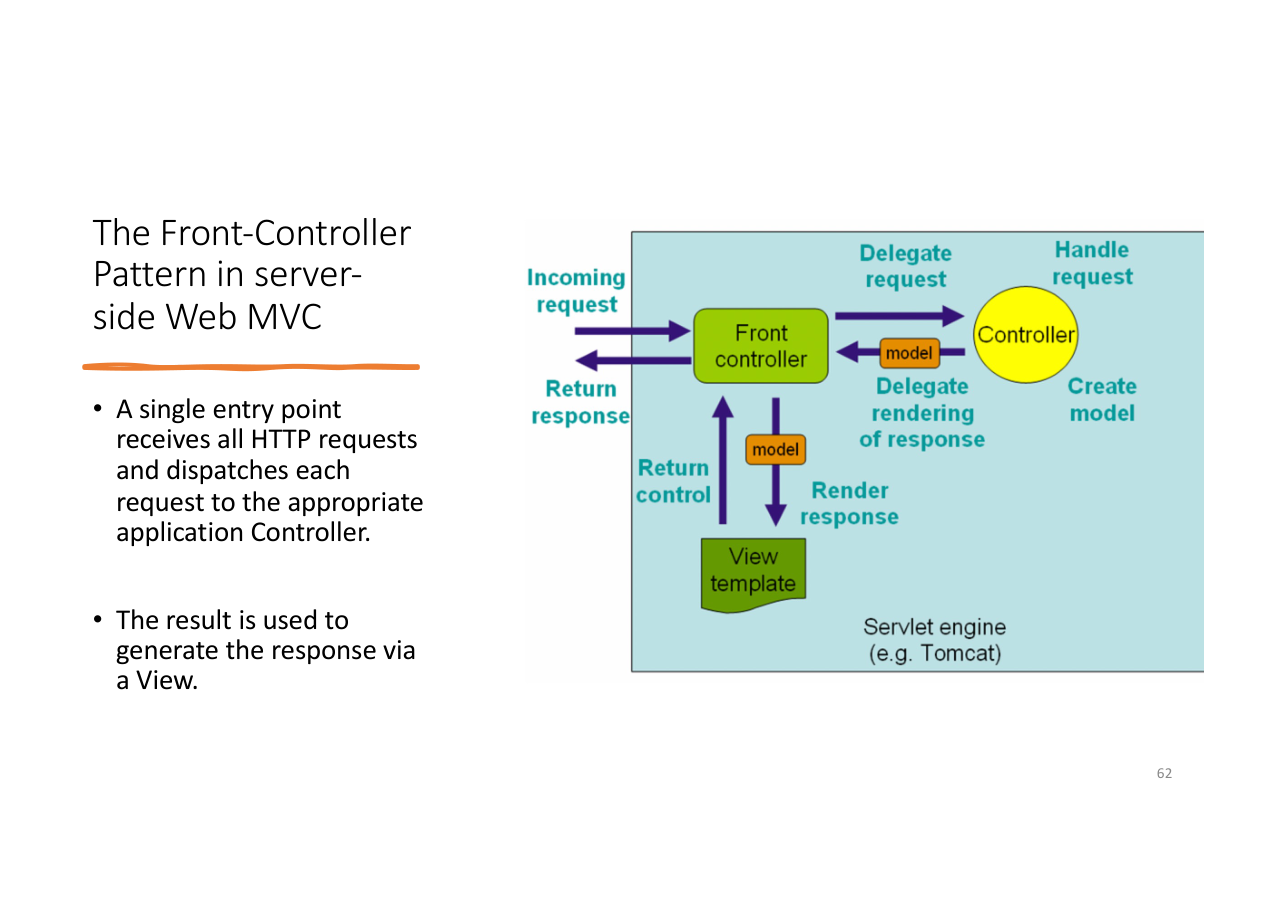 The Front-Controller
Pattern in server-
side Web MVC
• A single entry point
receives all HTTP requests
and dispatches each
request to the appropriate
application Controller.
• The result is used to
generate the response via
a View.
Incoming
request
Return
response
Front
controller
Delegate
request
Handle
request
Controller
model
Delegate
rendering
of response
Create
model
model
Return
control
Render
response
View
template
Servlet engine
(e.g. Tomcat)
62